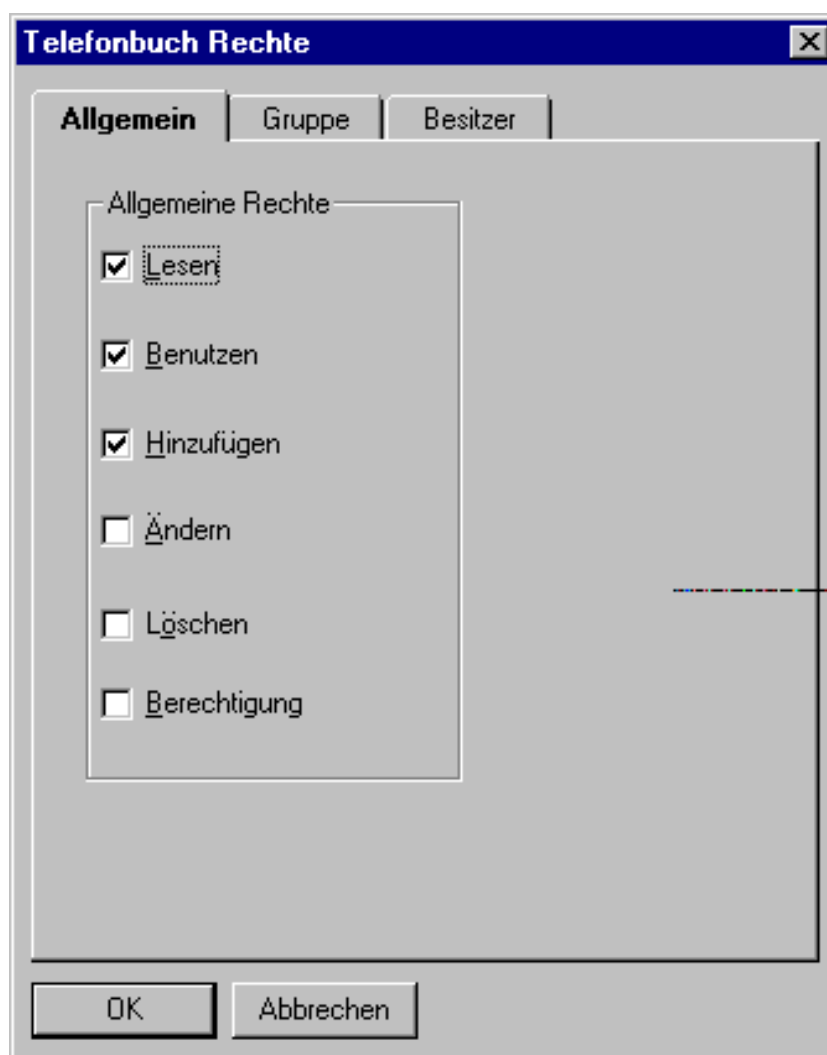 Telefonbuch Rechte
Allgemein Gruppe Besitzer
Allgemeine Rechte
Lesen
Benutzen
Hinzufügen
Ändern
Löschen
Berechtigung
OK Abbrechen